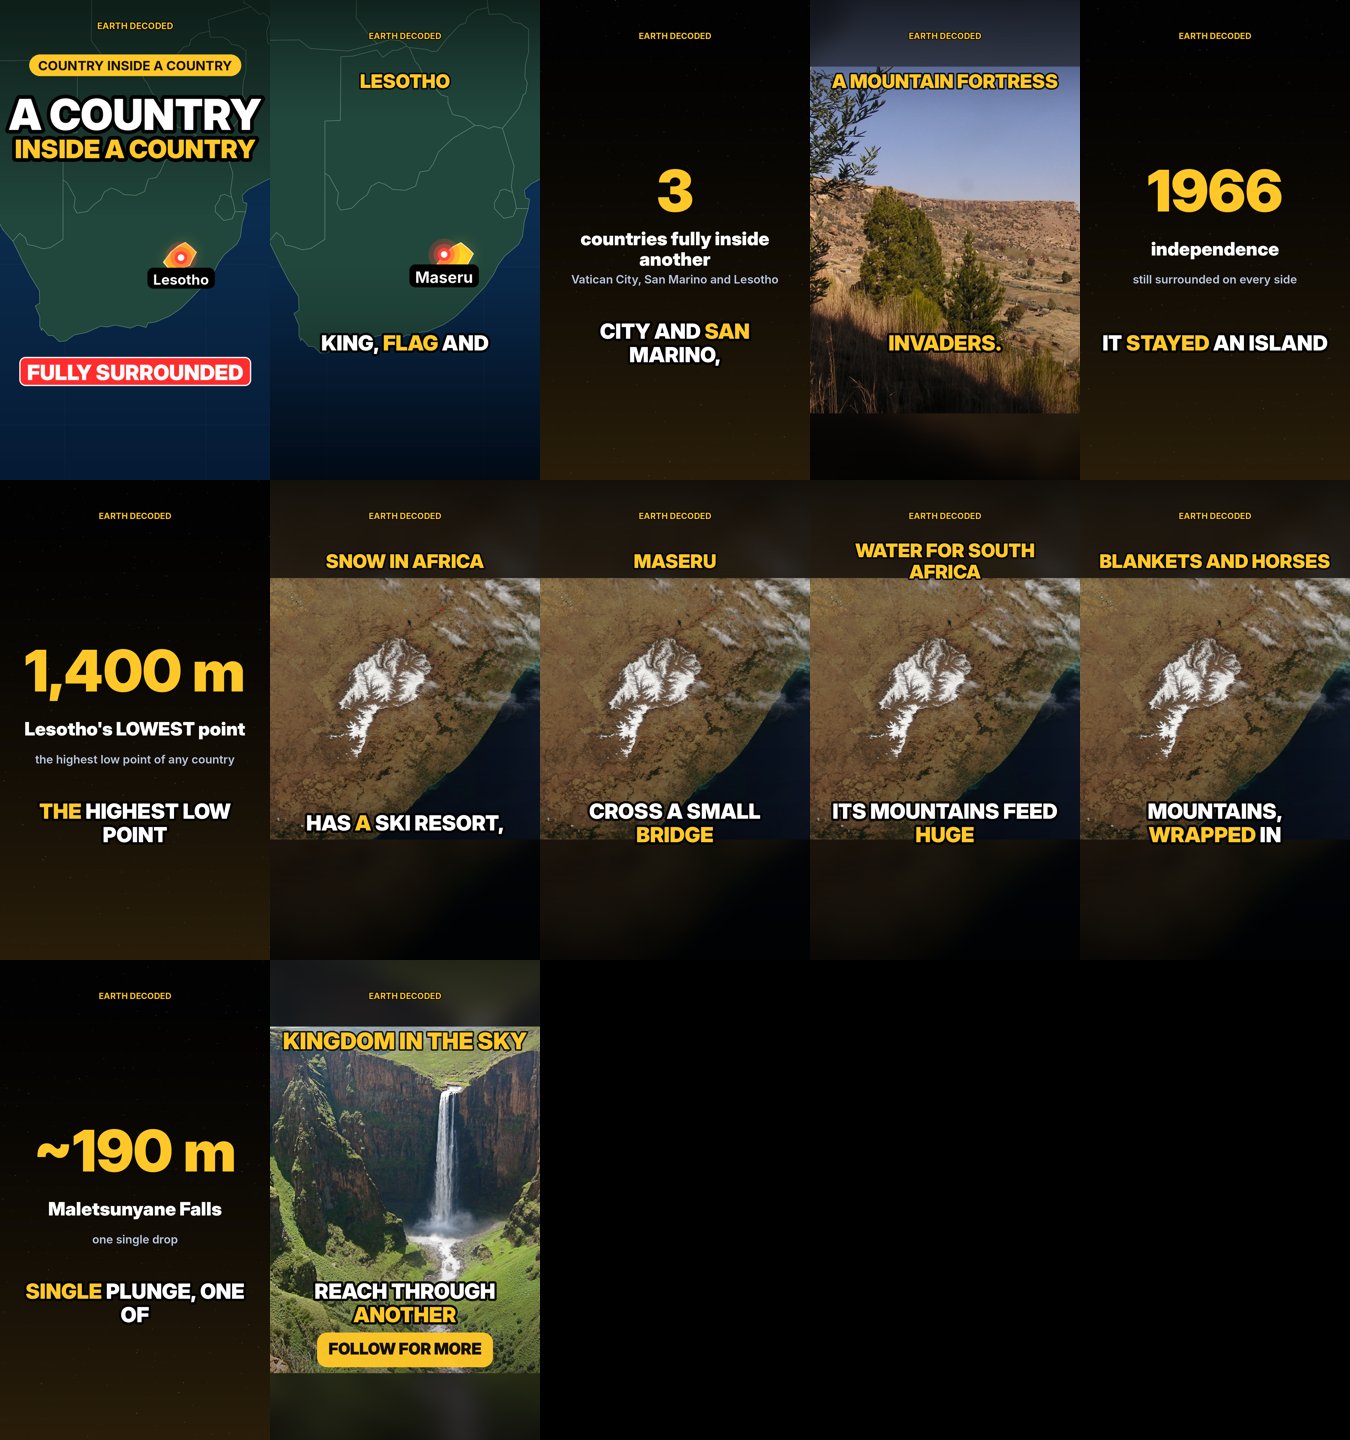 EARTH DECODED
COUNTRY INSIDE A COUNTRY
A COUNTRY
INSIDE A COUNTRY
Lesotho
FULLY SURROUNDED
EARTH DECODED
LESOTHO
Maseru
KING, FLAG AND
EARTH DECODED
3
countries fully inside
another
Vatican City, San Marino and Lesotho
CITY AND SAN
MARINO,
EARTH DECODED
A MOUNTAIN FORTRESS
INVADERS.
EARTH DECODED
1966
independence
still surrounded on every side
IT STAYED AN ISLAND
EARTH DECODED
1,400 m
Lesotho's LOWEST point
the highest low point of any country
THE HIGHEST LOW
POINT
EARTH DECODED
SNOW IN AFRICA
HAS A SKI RESORT,
EARTH DECODED
MASERU
CROSS A SMALL
BRIDGE
EARTH DECODED
WATER FOR SOUTH
AFRICA
ITS MOUNTAINS FEED
HUGE
EARTH DECODED
BLANKETS AND HORSES
MOUNTAINS,
WRAPPED IN
EARTH DECODED
~190 m
Maletsunyane Falls
one single drop
SINGLE PLUNGE, ONE
OF
EARTH DECODED
KINGDOM IN THE SKY
REACH THROUGH
ANOTHER
FOLLOW FOR MORE